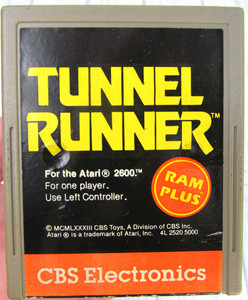 TUNNEL
RUNNER™
For the Atari® 2600.™
For one player.
Use Left Controller.
RAM
PLUS™
© MCMLXXXIII CBS Toys, A Division of CBS Inc.
Atari ® is a trademark of Atari, Inc. 4L 2520 5000
CBS Electronics